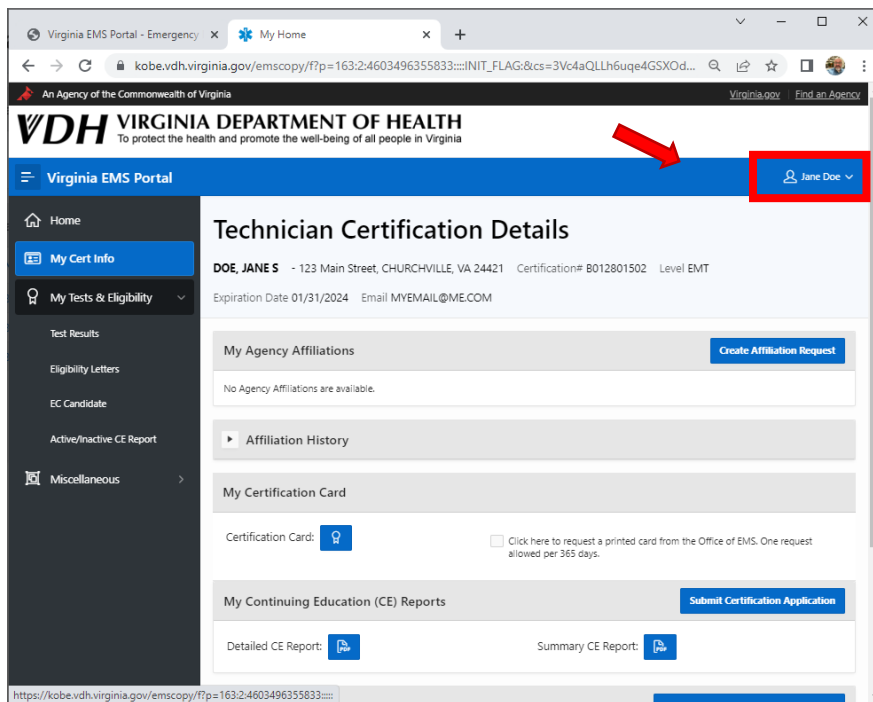 Virginia EMS Portal - Emergency
My Home
kobe.vdh.virginia.gov/emscopy/f?p=163:2:4603496355833::::INIT_FLAG:&cs=3Vc4aQLLh6uqe4GSXOd...
An Agency of the Commonwealth of Virginia
Virginia.gov | Find an Agency
VDH VIRGINIA DEPARTMENT OF HEALTH
To protect the health and promote the well-being of all people in Virginia
Virginia EMS Portal
Jane Doe
Home
My Cert Info
My Tests & Eligibility
Test Results
Eligibility Letters
EC Candidate
Active/Inactive CE Report
Miscellaneous
Technician Certification Details
DOE, JANE S - 123 Main Street, CHURCHVILLE, VA 24421 Certification# B012801502 Level EMT
Expiration Date 01/31/2024 Email MYEMAIL@ME.COM
My Agency Affiliations
Create Affiliation Request
No Agency Affiliations are available.
Affiliation History
My Certification Card
Certification Card:
Click here to request a printed card from the Office of EMS. One request
allowed per 365 days.
My Continuing Education (CE) Reports
Submit Certification Application
Detailed CE Report:
PDF
Summary CE Report:
PDF
https://kobe.vdh.virginia.gov/emscopy/f?p=163:2:4603496355833:::::